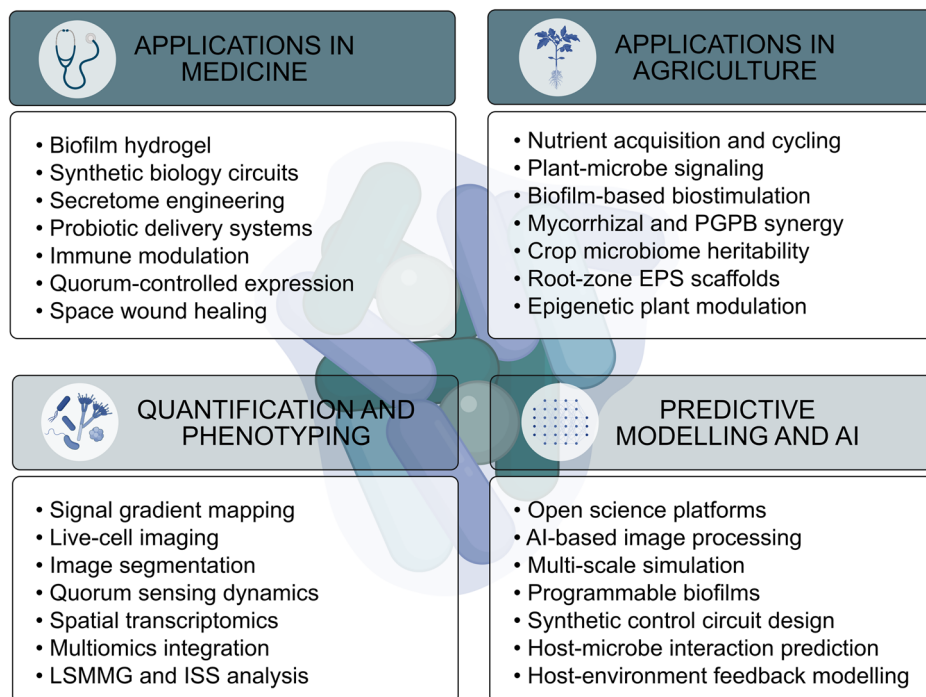 APPLICATIONS IN
MEDICINE
• Biofilm hydrogel
• Synthetic biology circuits
• Secretome engineering
• Probiotic delivery systems
• Immune modulation
• Quorum-controlled expression
• Space wound healing
APPLICATIONS IN
AGRICULTURE
• Nutrient acquisition and cycling
• Plant-microbe signaling
• Biofilm-based biostimulation
• Mycorrhizal and PGPB synergy
• Crop microbiome heritability
• Root-zone EPS scaffolds
• Epigenetic plant modulation
QUANTIFICATION AND
PHENOTYPING
• Signal gradient mapping
• Live-cell imaging
• Image segmentation
• Quorum sensing dynamics
• Spatial transcriptomics
• Multiomics integration
• LSMMG and ISS analysis
PREDICTIVE
MODELLING AND AI
• Open science platforms
• AI-based image processing
• Multi-scale simulation
• Programmable biofilms
• Synthetic control circuit design
• Host-microbe interaction prediction
• Host-environment feedback modelling